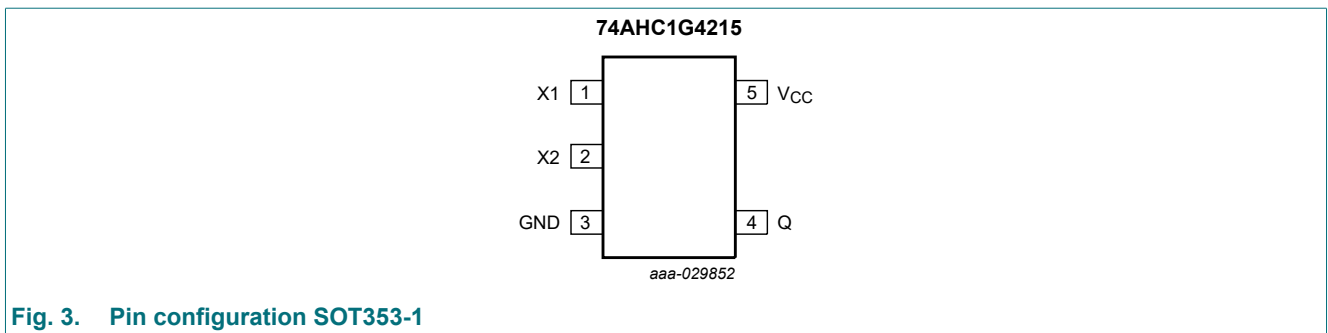 74AHC1G4215
X1 1 5 VCC
X2 2
GND 3 4 Q
aaa-029852
Fig. 3. Pin configuration SOT353-1